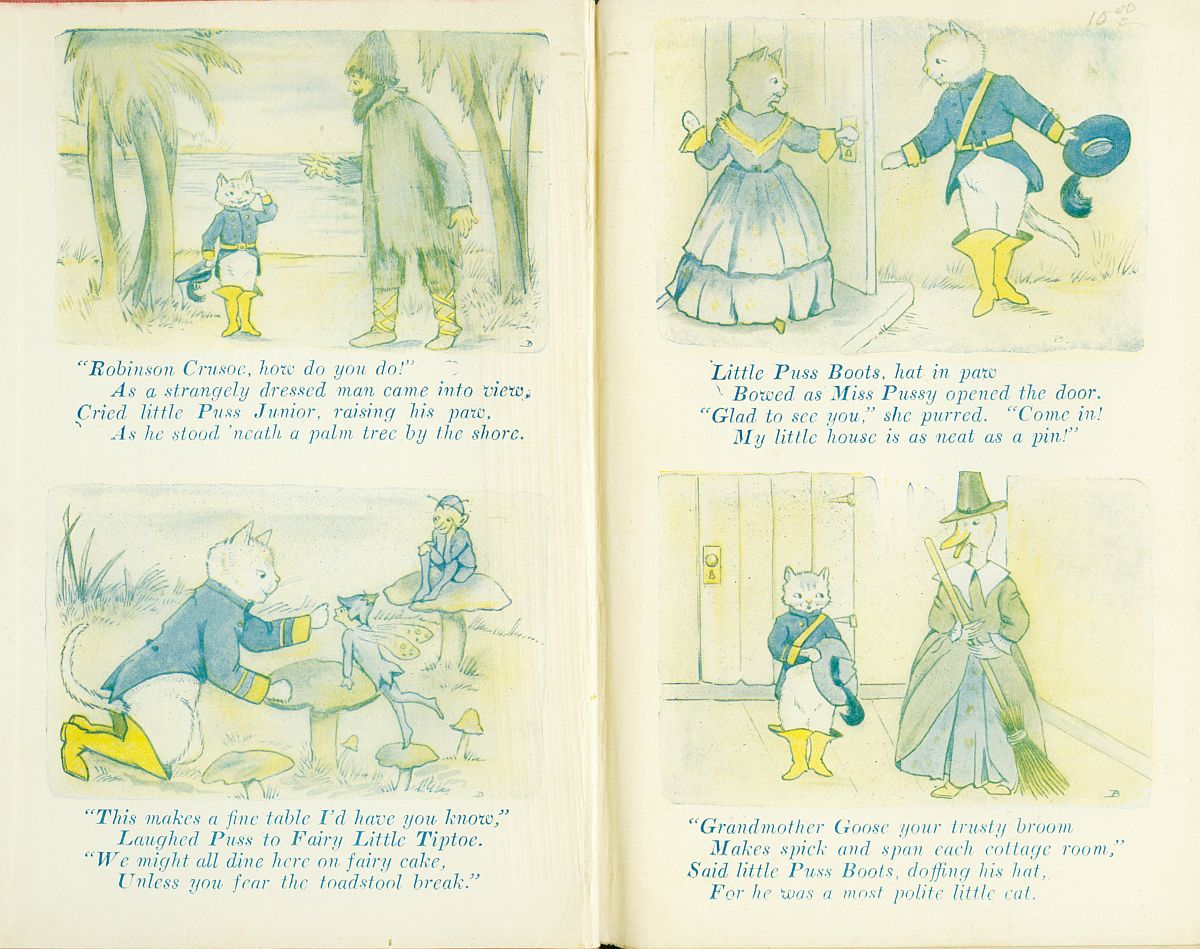 "Robinson Crusoe, how do you do!"
As a strangely dressed man came into view,
Cried little Puss Junior, raising his paw,
As he stood 'neath a palm tree by the shore.
"This makes a fine table I'd have you know,"
Laughed Puss to Fairy Little Tiptoe.
"We might all dine here on fairy cake,
Unless you fear the toadstool break."
Little Puss Boots, hat in paw
Bowed as Miss Pussy opened the door.
"Glad to see you," she purred. "Come in!
My little house is as neat as a pin!"
"Grandmother Goose your trusty broom
Makes spick and span each cottage room,"
Said little Puss Boots, doffing his hat,
For he was a most polite little cat.